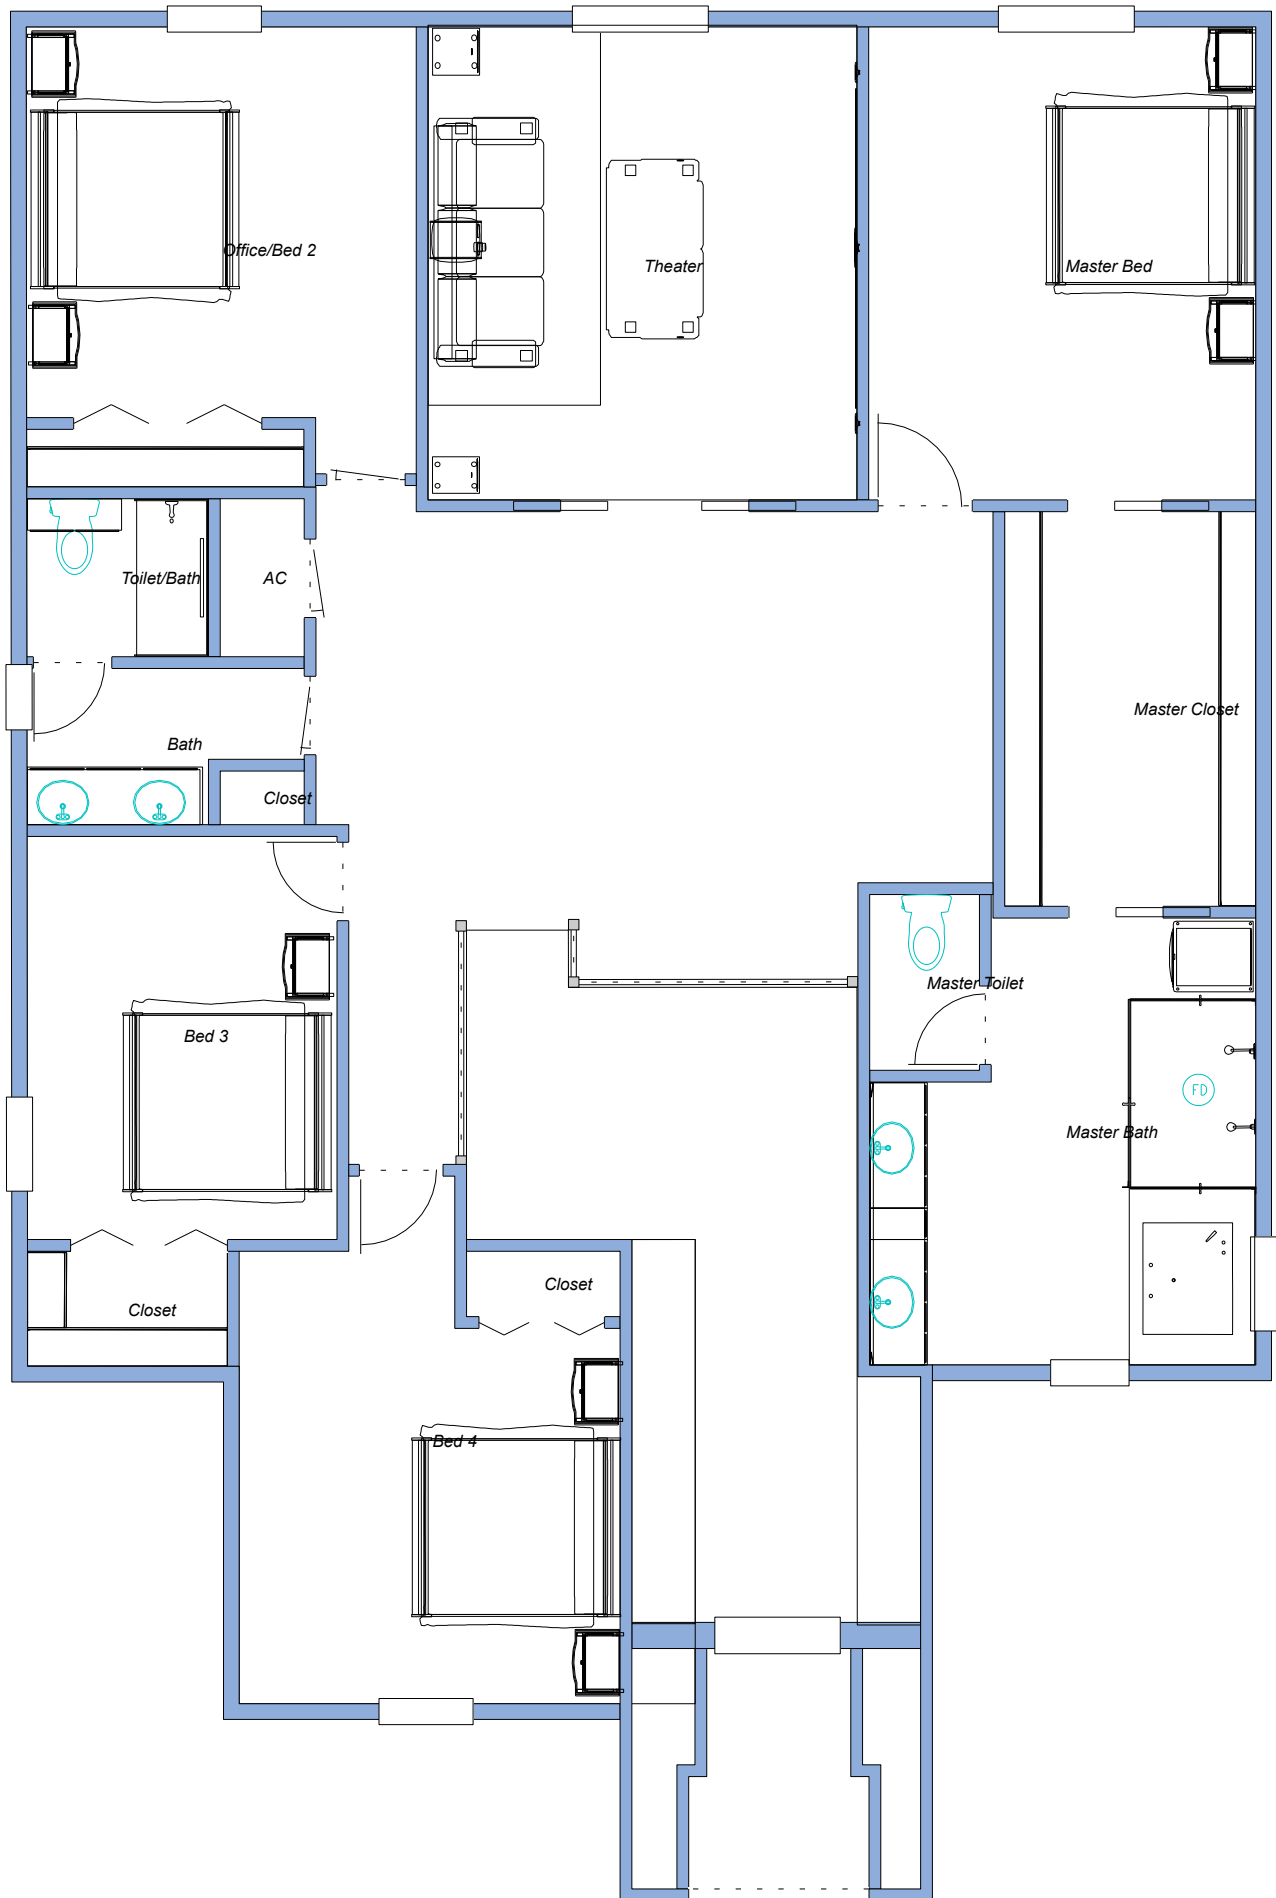 Office/Bed 2
Theater
Master Bed
Toilet/Bath
AC
Master Closet
Bath
Closet
Master Toilet
Bed 3
FD
Master Bath
Closet
Closet
Bed 4